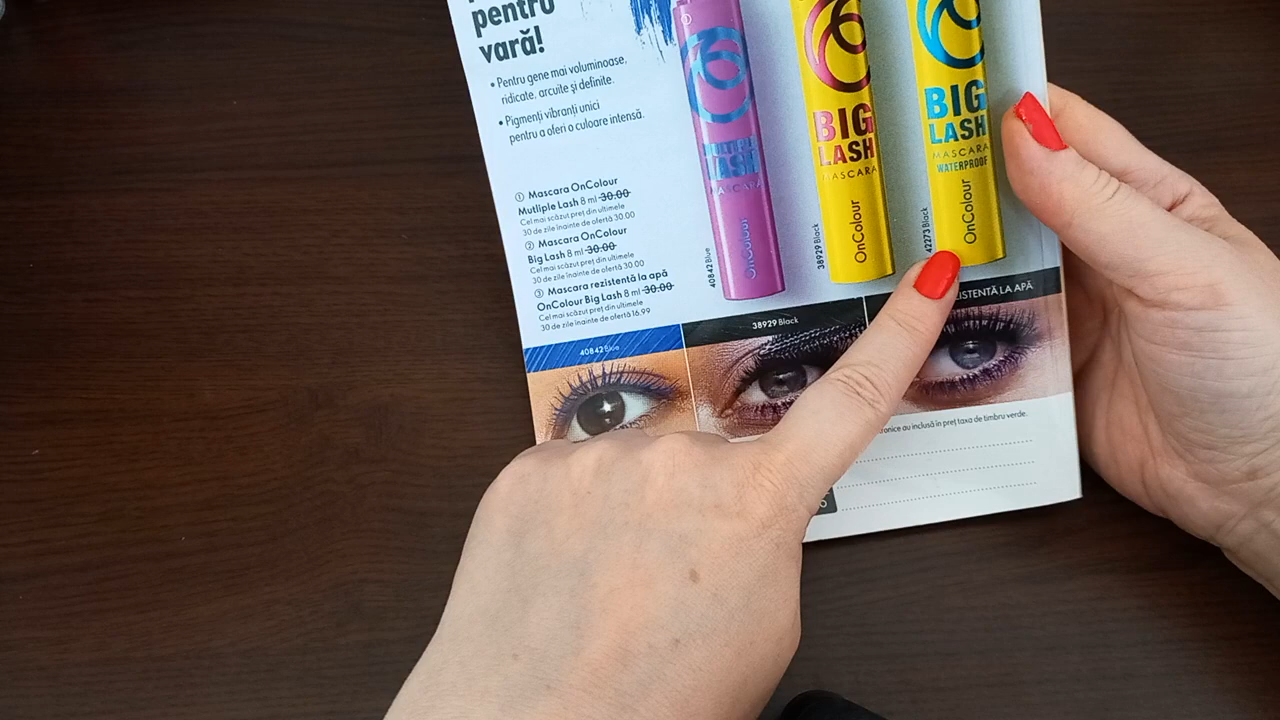 pentru
vară!
• Pentru gene mai voluminoase,
ridicate, arcuite și definite.
• Pigmenți vibranți unici
pentru a oferi o culoare intensă.
① Mascara OnColour
Mutliple Lash 8 ml 30.00
Cel mai scăzut preț din ultimele
30 de zile înainte de ofertă 30.00
② Mascara OnColour
Big Lash 8 ml 30.00
Cel mai scăzut preț din ultimele
30 de zile înainte de ofertă 30.00
③ Mascara rezistentă la apă
OnColour Big Lash 8 ml 30.00
Cel mai scăzut preț din ultimele
30 de zile înainte de ofertă 16.99
①
MULTIPLE
LASH
MASCARA
OnColour
40842 Blue
BIG
LASH
MASCARA
OnColour
38929 Black
BIG
LASH
MASCARA
WATERPROOF
OnColour
42273 Black
40842 Blue
38929 Black
LA APĂ
au inclusă în preț taxa de timbru verde.